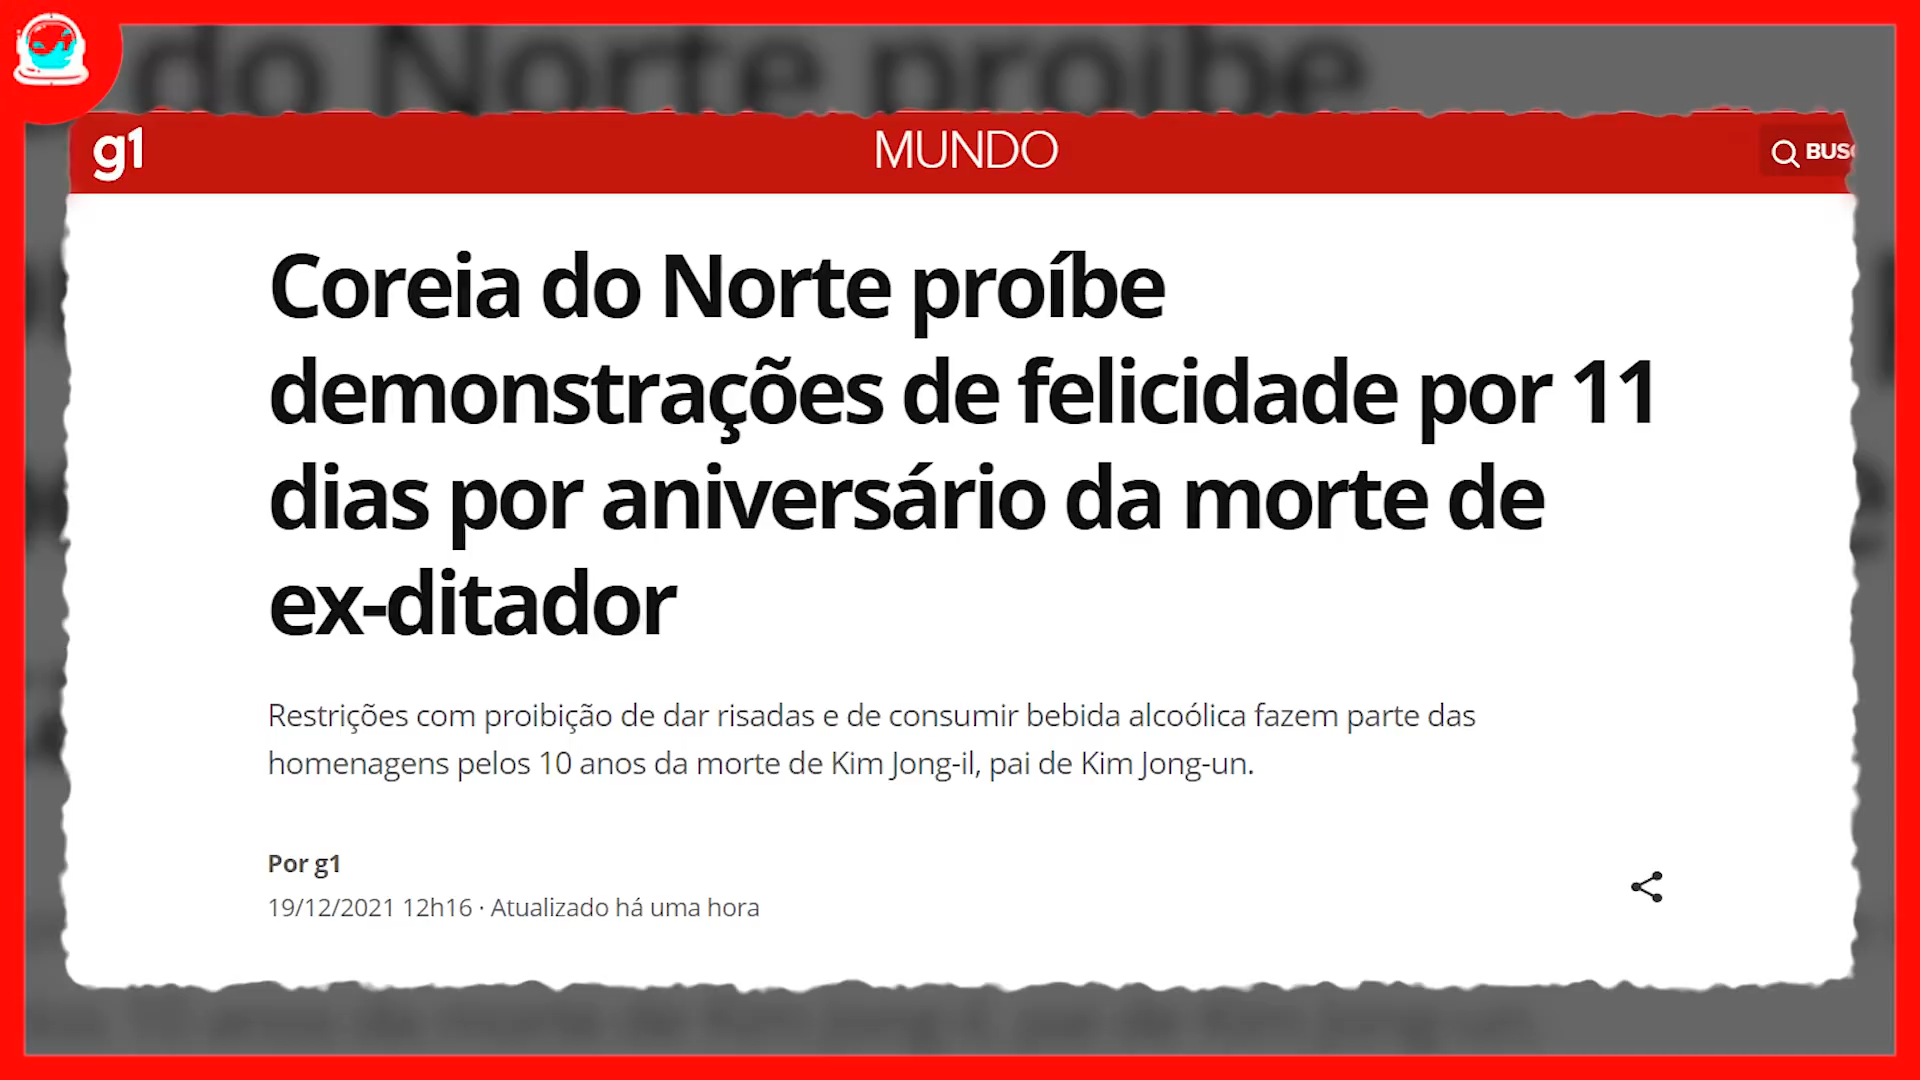 do Norte proíbe
g1
MUNDO
Coreia do Norte proíbe
demonstrações de felicidade por 11
dias por aniversário da morte de
ex-ditador
Restrições com proibição de dar risadas e de consumir bebida alcoólica fazem parte das
homenagens pelos 10 anos da morte de Kim Jong-il, pai de Kim Jong-un.
Por g1
19/12/2021 12h16 · Atualizado há uma hora